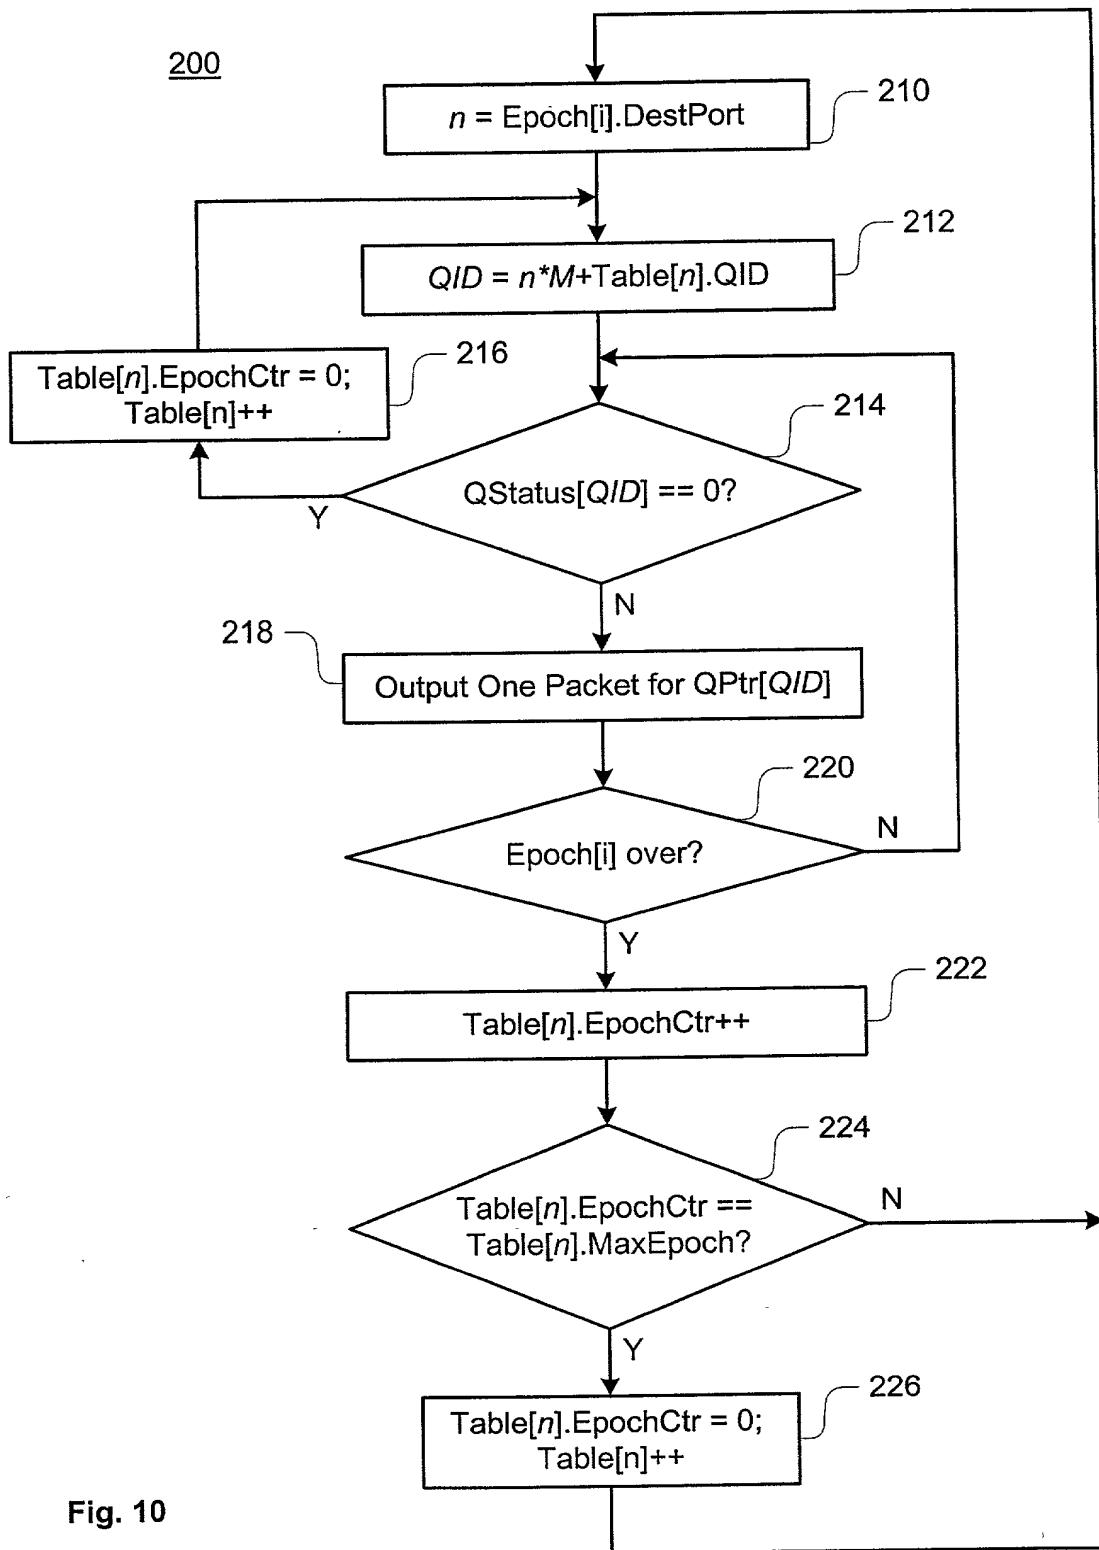 200
n = Epoch[i].DestPort
210
QID = n*M+Table[n].QID
212
Table[n].EpochCtr = 0;
Table[n]++
216
QStatus[QID] == 0?
214
Y
N
218
Output One Packet for QPtr[QID]
Epoch[i] over?
220
N
Y
Table[n].EpochCtr++
222
Table[n].EpochCtr ==
Table[n].MaxEpoch?
224
N
Y
Table[n].EpochCtr = 0;
Table[n]++
226
Fig. 10